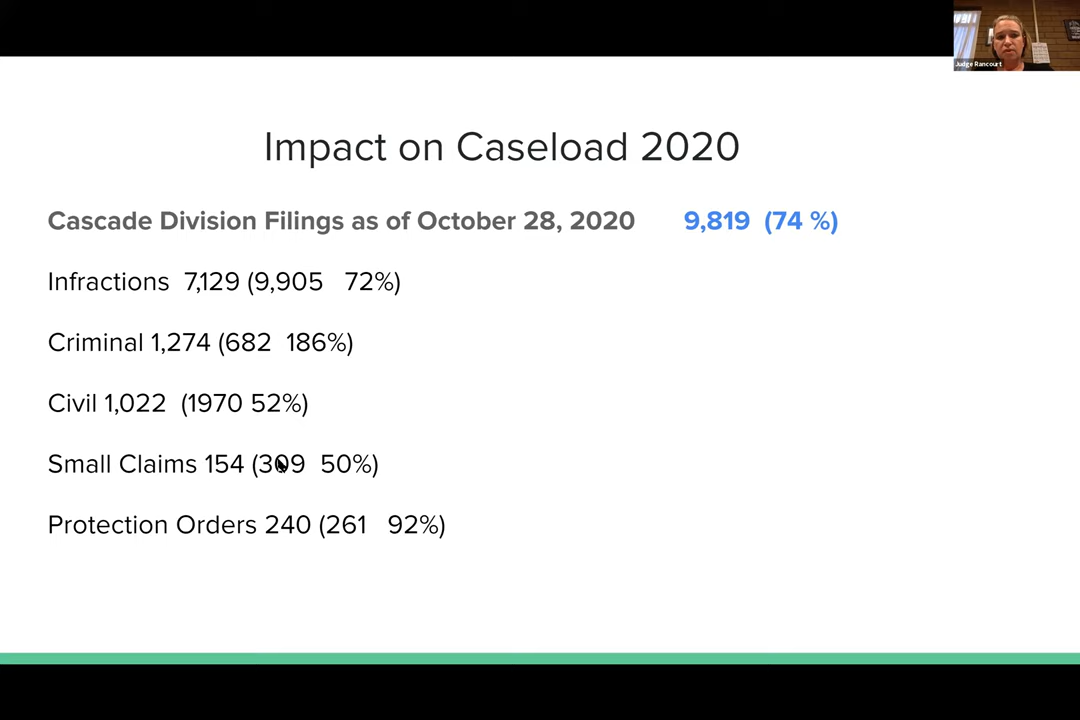 Judge Rancourt
Impact on Caseload 2020
Cascade Division Filings as of October 28, 2020 9,819 (74 %)
Infractions 7,129 (9,905 72%)
Criminal 1,274 (682 186%)
Civil 1,022 (1970 52%)
Small Claims 154 (309 50%)
Protection Orders 240 (261 92%)